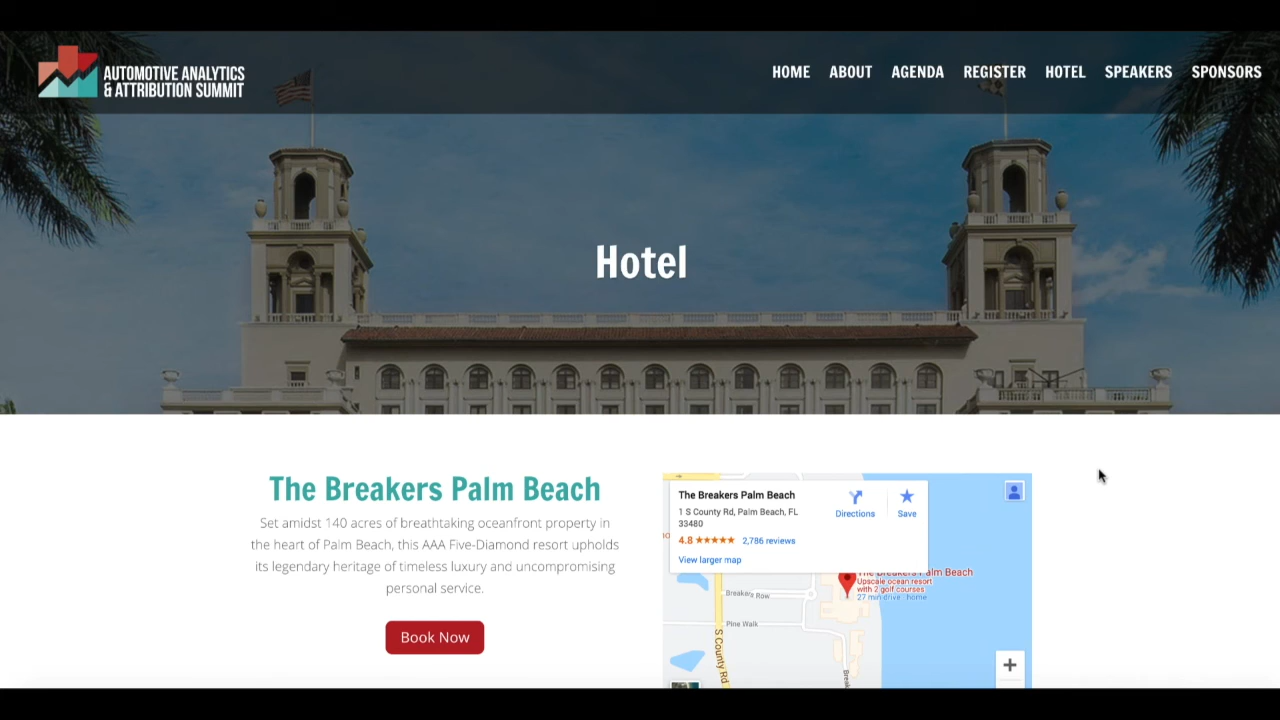 AUTOMOTIVE ANALYTICS
& ATTRIBUTION SUMMIT
HOME ABOUT AGENDA REGISTER HOTEL SPEAKERS SPONSORS
Hotel
The Breakers Palm Beach
Set amidst 140 acres of breathtaking oceanfront property in
the heart of Palm Beach, this AAA Five-Diamond resort upholds
its legendary heritage of timeless luxury and uncompromising
personal service.
Book Now
The Breakers Palm Beach
1 S County Rd, Palm Beach, FL
33480
4.8 2,786 reviews
View larger map
Directions
Save
The Breakers Palm Beach
Upscale ocean resort
with 2 golf courses
27 min drive - home
Breakers Row
Pine Walk
S County Rd
+